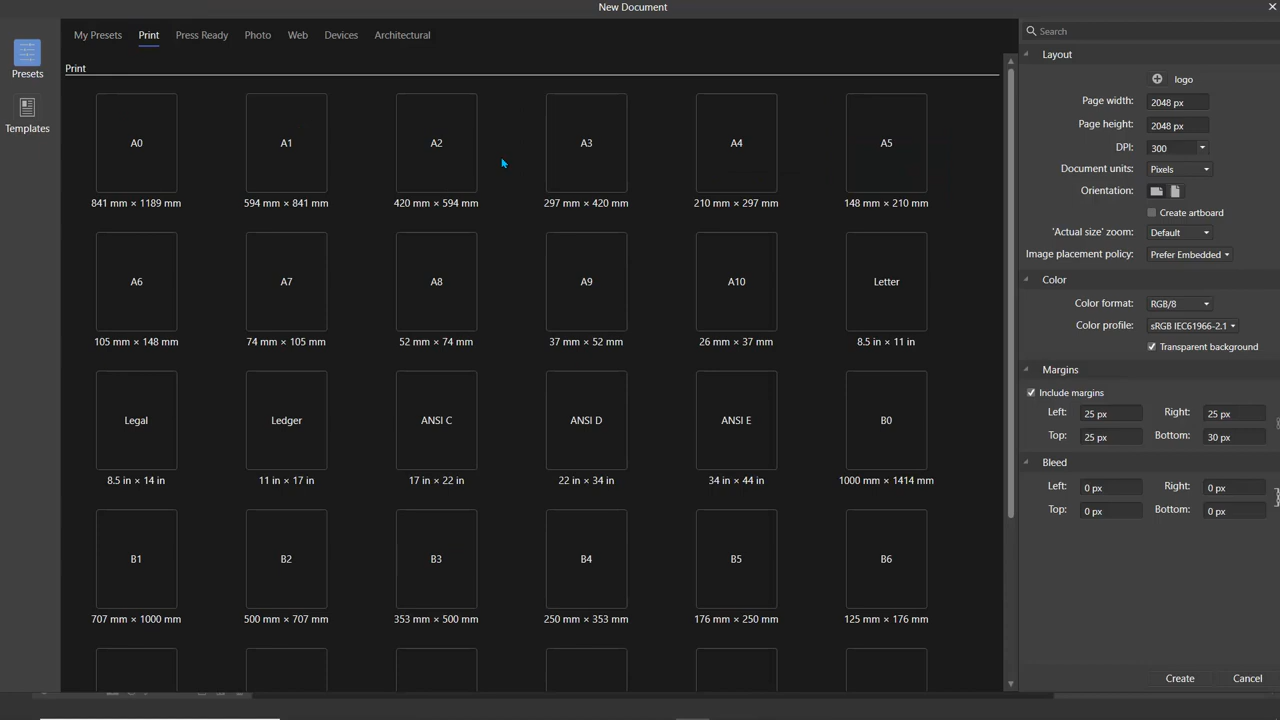 New Document
My Presets Print Press Ready Photo Web Devices Architectural
Presets
Templates
Print
A0 A1 A2 A3 A4 A5
841 mm × 1189 mm 594 mm × 841 mm 420 mm × 594 mm 297 mm × 420 mm 210 mm × 297 mm 148 mm × 210 mm
A6 A7 A8 A9 A10 Letter
105 mm × 148 mm 74 mm × 105 mm 52 mm × 74 mm 37 mm × 52 mm 26 mm × 37 mm 8.5 in × 11 in
Legal Ledger ANSI C ANSI D ANSI E B0
8.5 in × 14 in 11 in × 17 in 17 in × 22 in 22 in × 34 in 34 in × 44 in 1000 mm × 1414 mm
B1 B2 B3 B4 B5 B6
707 mm × 1000 mm 500 mm × 707 mm 353 mm × 500 mm 250 mm × 353 mm 176 mm × 250 mm 125 mm × 176 mm
Search
Layout
logo
Page width: 2048 px
Page height: 2048 px
DPI: 300
Document units: Pixels
Orientation:
Create artboard
'Actual size' zoom: Default
Image placement policy: Prefer Embedded
Color
Color format: RGB/8
Color profile: sRGB IEC61966-2.1
Transparent background
Margins
Include margins
Left: 25 px Right: 25 px
Top: 25 px Bottom: 30 px
Bleed
Left: 0 px Right: 0 px
Top: 0 px Bottom: 0 px
Create Cancel